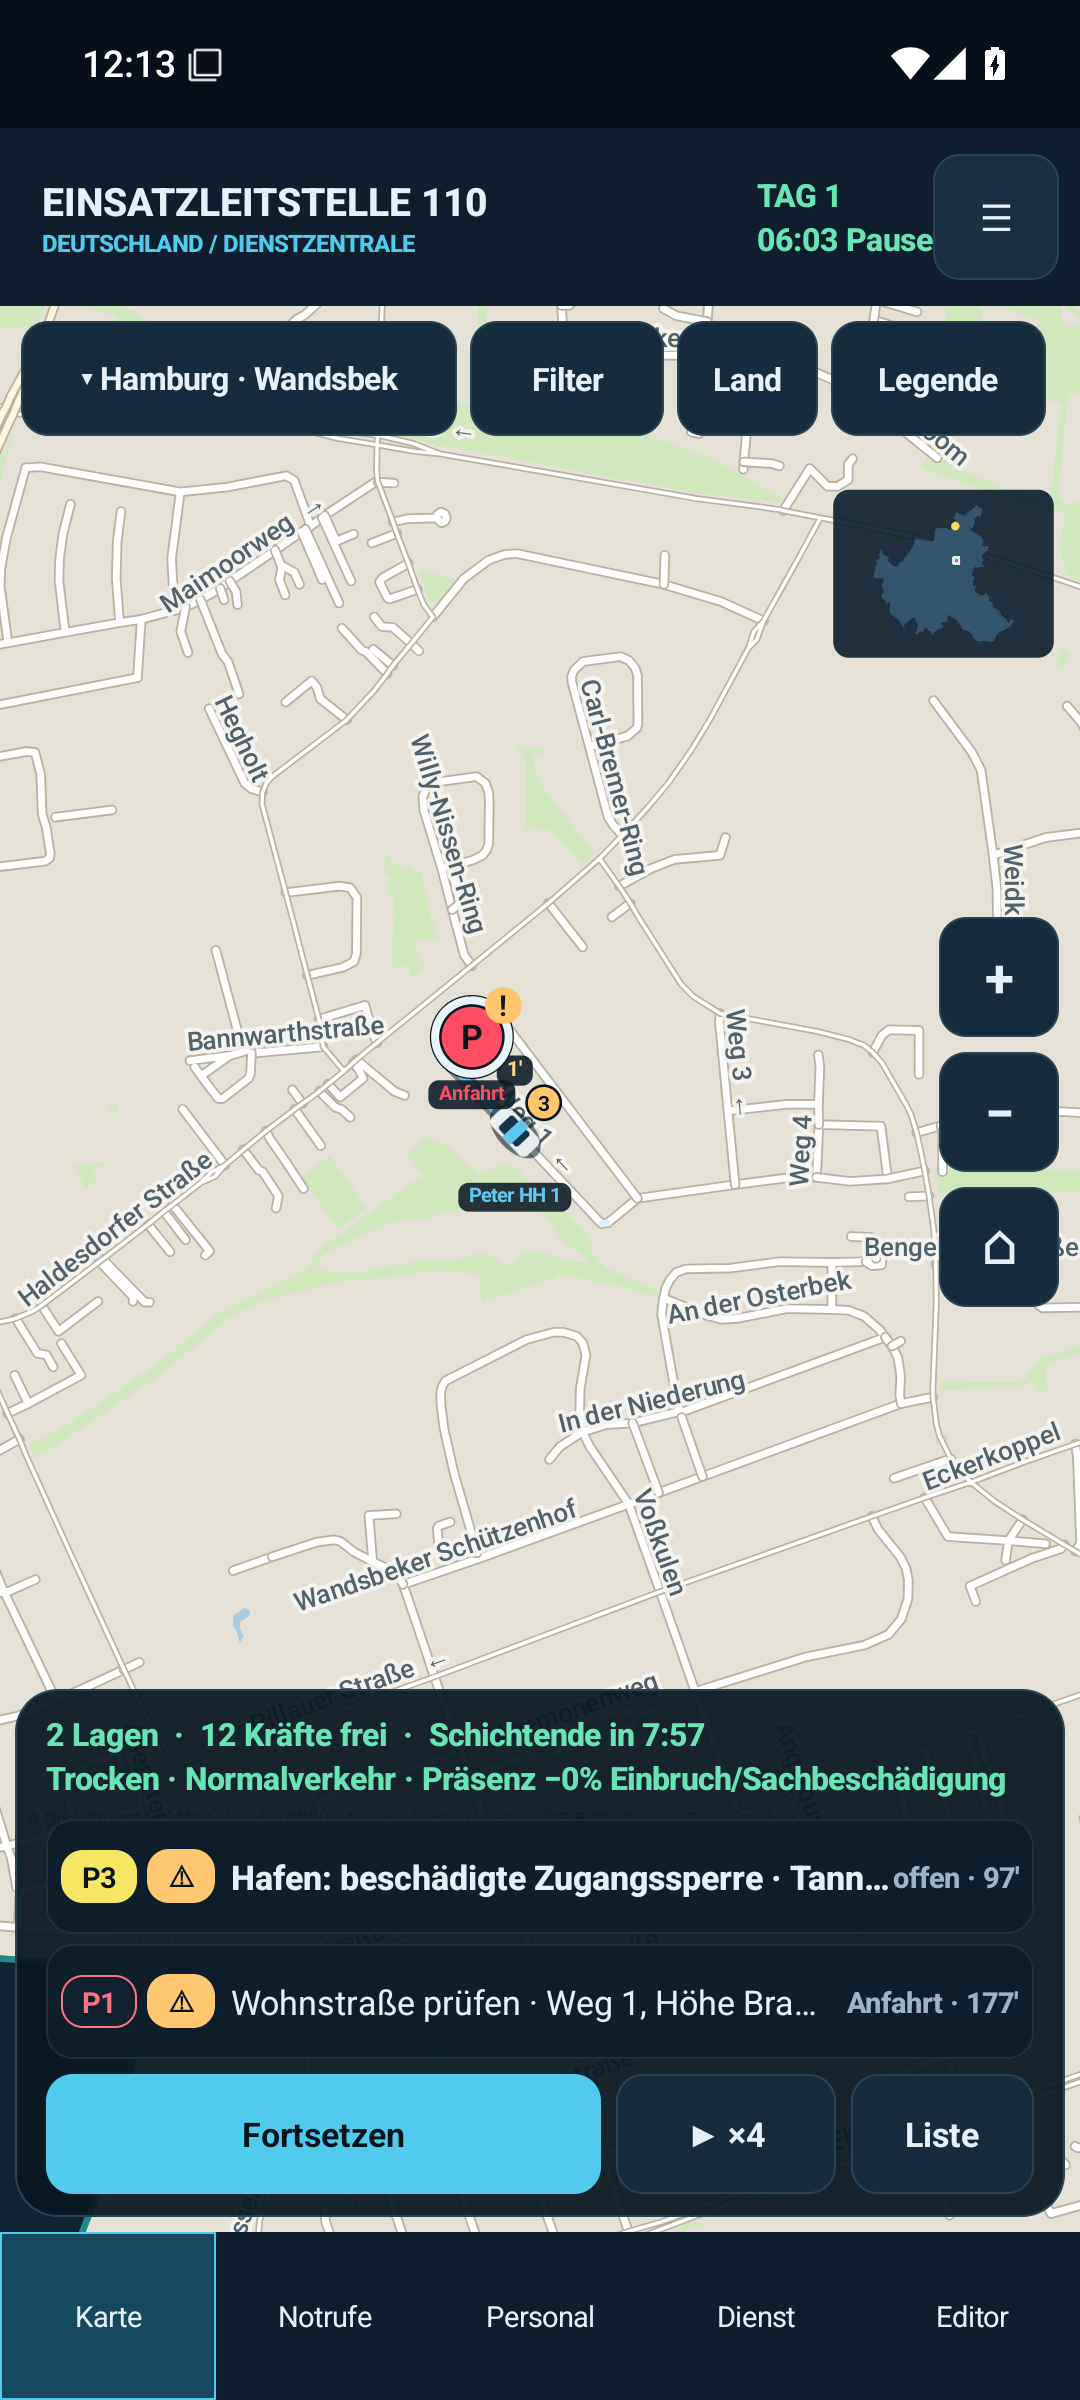 12:13
EINSATZLEITSTELLE 110
DEUTSCHLAND / DIENSTZENTRALE
TAG 1
06:03 Pause
☰
▼ Hamburg · Wandsbek
Filter
Land
Legende
Maimoorweg →
Hegholt
Willy-Nissen-Ring
Carl-Bremer-Ring
Weidk
+
−
Bannwarthstraße
P
!
1'
Anfahrt
3
Peter HH 1
Weg 3
Weg 4
Haldesdorfer Straße
Benge
ße
An der Osterbek
In der Niederung
Eckerkoppel
Voßkulen
Wandsbeker Schützenhof
2 Lagen · 12 Kräfte frei · Schichtende in 7:57
Trocken · Normalverkehr · Präsenz −0% Einbruch/Sachbeschädigung
P3 ⚠ Hafen: beschädigte Zugangssperre · Tann… offen · 97'
P1 ⚠ Wohnstraße prüfen · Weg 1, Höhe Bra… Anfahrt · 177'
Fortsetzen
▶ ×4
Liste
Karte
Notrufe
Personal
Dienst
Editor